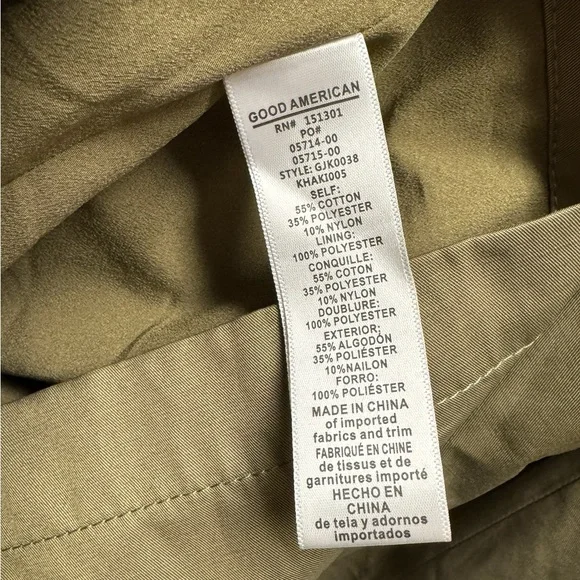 GOOD AMERICAN
RN# 151301
PO#
05714-00
05715-00
STYLE: GJK0038
KHAKI005
SELF:
55% COTTON
35% POLYESTER
10% NYLON
LINING:
100% POLYESTER
CONQUILLE:
55% COTON
35% POLYESTER
10% NYLON
DOUBLURE:
100% POLYESTER
EXTERIOR:
55% ALGODÓN
35% POLIÉSTER
10%NAILON
FORRO:
100% POLIÉSTER
MADE IN CHINA
of imported
fabrics and trim
FABRIQUÉ EN CHINE
de tissus et de
garnitures importé
HECHO EN
CHINA
de tela y adornos
importados